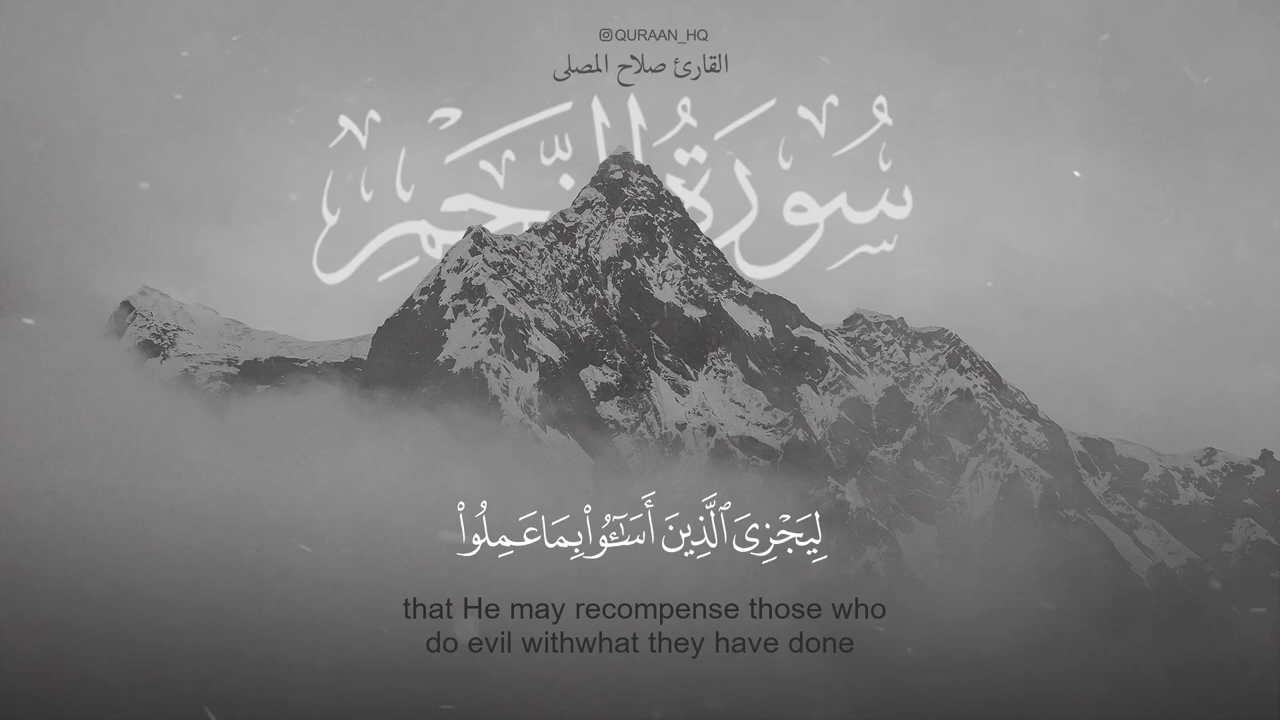 QURAAN_HQ
القارئ صلاح المصلى
سُورَةُ النَّجْمِ
لِيَجْزِىَ ٱلَّذِينَ أَسَـٰٓـُٔوا۟ بِمَا عَمِلُوا۟
that He may recompense those who
do evil withwhat they have done